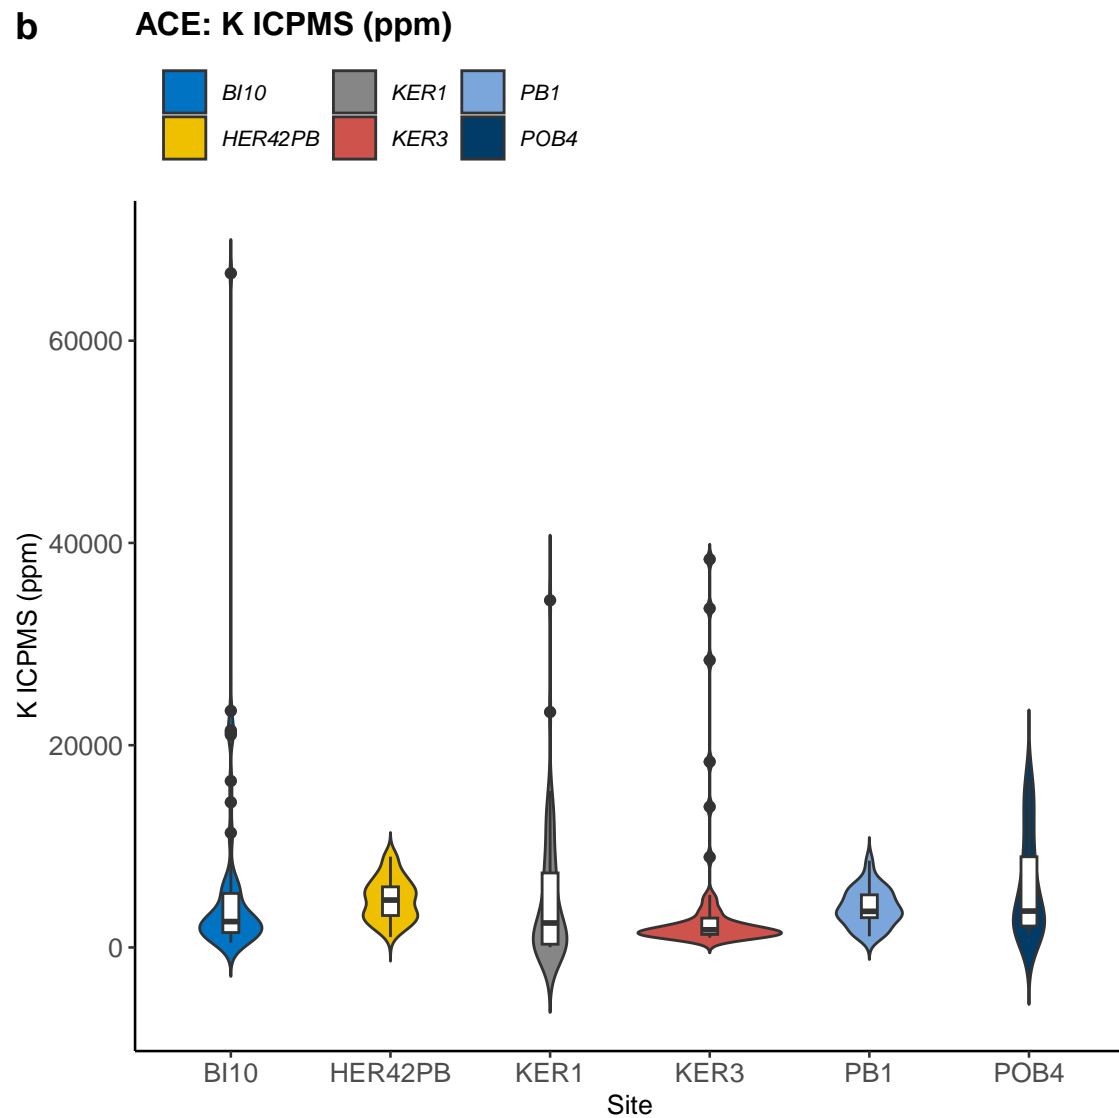 b ACE: K ICPMS (ppm)
BI10 KER1 PB1
HER42PB KER3 POB4
60000
40000
20000
0
K ICPMS (ppm)
BI10 HER42PB KER1 KER3 PB1 POB4
Site